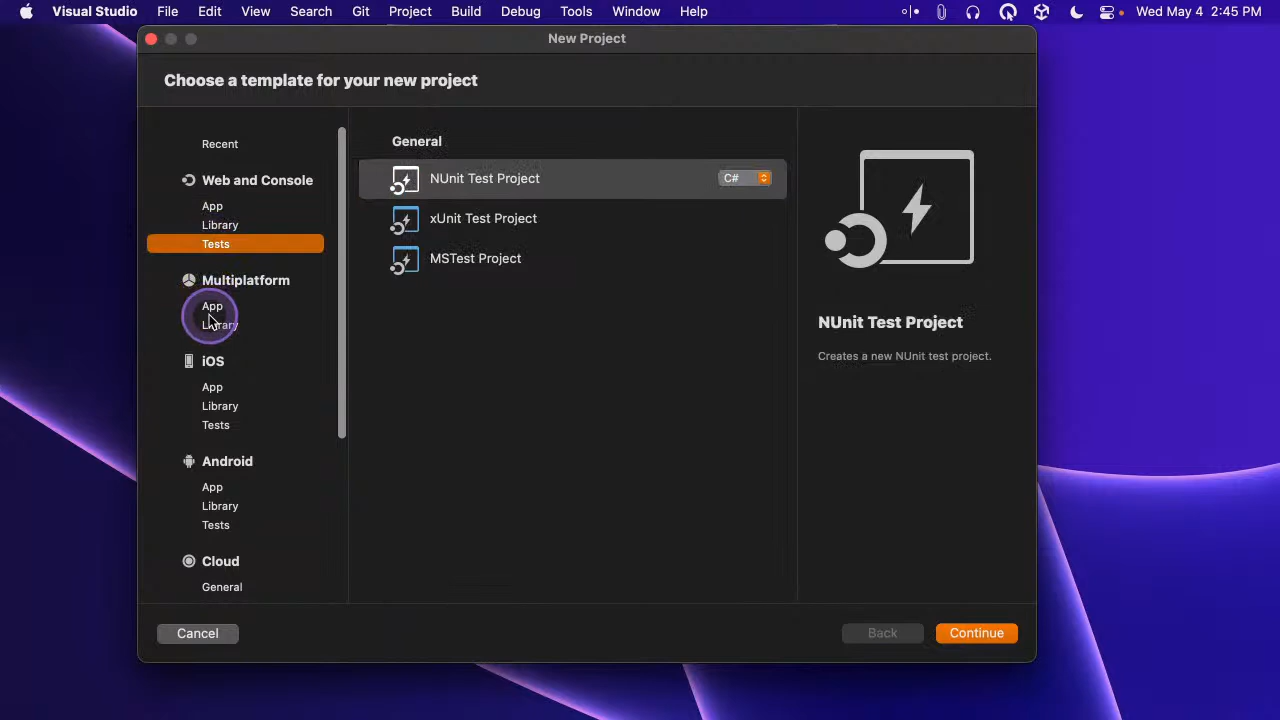 Visual Studio File Edit View Search Git Project Build Debug Tools Window Help Wed May 4 2:45 PM
New Project
Choose a template for your new project
Recent
Web and Console
App
Library
Tests
Multiplatform
App
Library
iOS
App
Library
Tests
Android
App
Library
Tests
Cloud
General
General
NUnit Test Project C#
xUnit Test Project
MSTest Project
NUnit Test Project
Creates a new NUnit test project.
Cancel
Back
Continue